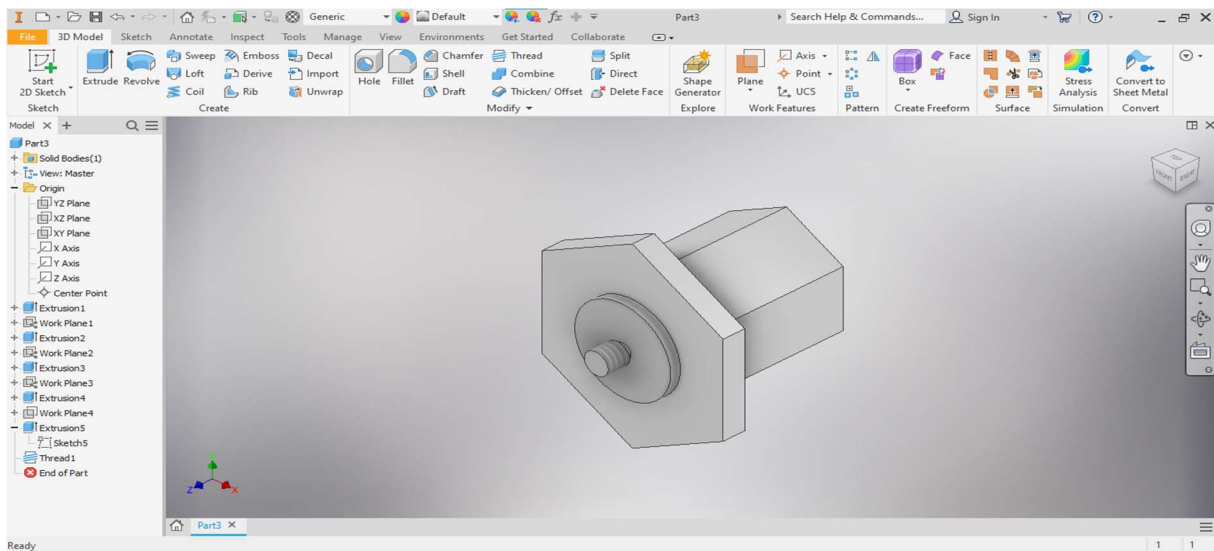 Generic Default fx Part3 Search Help & Commands... Sign In
File 3D Model Sketch Annotate Inspect Tools Manage View Environments Get Started Collaborate
Start 2D Sketch Extrude Revolve Sweep Emboss Decal Hole Fillet Chamfer Thread Split Shape Generator Plane Axis Box Face Stress Analysis Convert to Sheet Metal
Loft Derive Import Shell Combine Direct Point
Coil Rib Unwrap Draft Thicken/ Offset Delete Face UCS
Sketch Create Modify Explore Work Features Pattern Create Freeform Surface Simulation Convert
Model
Part3
Solid Bodies(1)
View: Master
Origin
YZ Plane
XZ Plane
XY Plane
X Axis
Y Axis
Z Axis
Center Point
Extrusion1
Work Plane1
Extrusion2
Work Plane2
Extrusion3
Work Plane3
Extrusion4
Work Plane4
Extrusion5
Sketch5
Thread1
End of Part
TOP
FRONT RIGHT
Z X
Part3
Ready 1 1